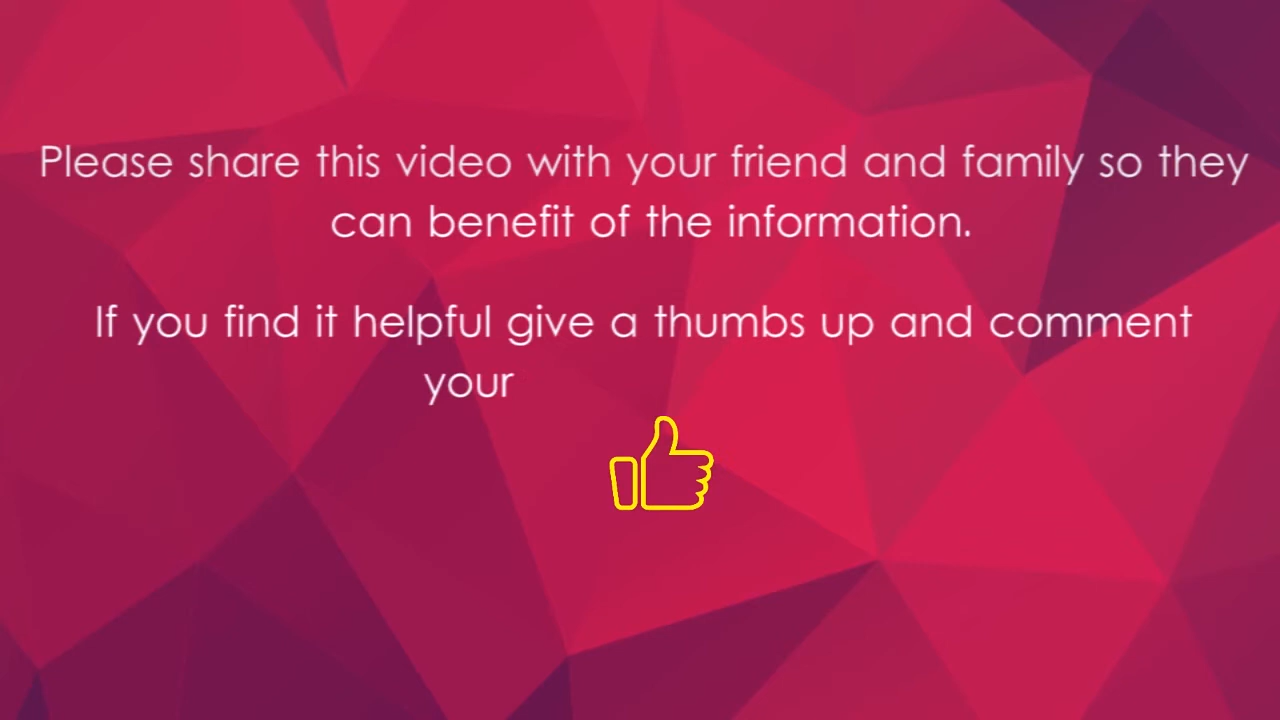 Please share this video with your friend and family so they
can benefit of the information.
If you find it helpful give a thumbs up and comment
your